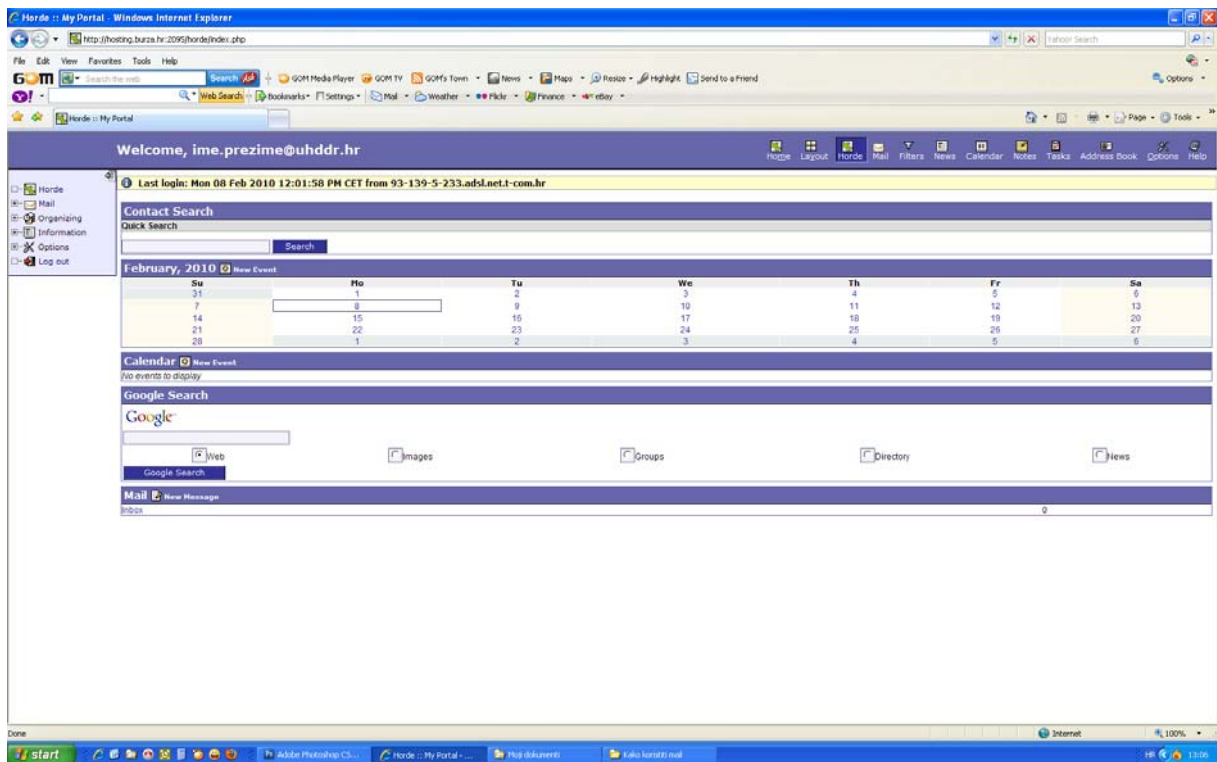 Horde :: My Portal - Windows Internet Explorer
http://hosting.burza.hr:2095/horde/index.php
Yahoo! Search
File Edit View Favorites Tools Help
GOM Search the web Search GOM Media Player GOM TV GOM's Town News Maps Resize Highlight Send to a Friend Options
Y! Web Search Bookmarks Settings Mail Weather Flickr Finance eBay
Horde :: My Portal Page Tools
Welcome, ime.prezime@uhddr.hr
Home Layout Horde Mail Filters News Calendar Notes Tasks Address Book Options Help
Horde
Mail
Organizing
Information
Options
Log out
Last login: Mon 08 Feb 2010 12:01:58 PM CET from 93-139-5-233.adsl.net.t-com.hr
Contact Search
Quick Search
Search
February, 2010 New Event
Su Mo Tu We Th Fr Sa
31 1 2 3 4 5 6
7 8 9 10 11 12 13
14 15 16 17 18 19 20
21 22 23 24 25 26 27
28 1 2 3 4 5 6
Calendar New Event
No events to display
Google Search
Google
Web Images Groups Directory News
Google Search
Mail New Message
Inbox 0
Done Internet 100%
start Adobe Photoshop CS... Horde :: My Portal - ... Moji dokumenti Kako koristiti mail HR 13:06